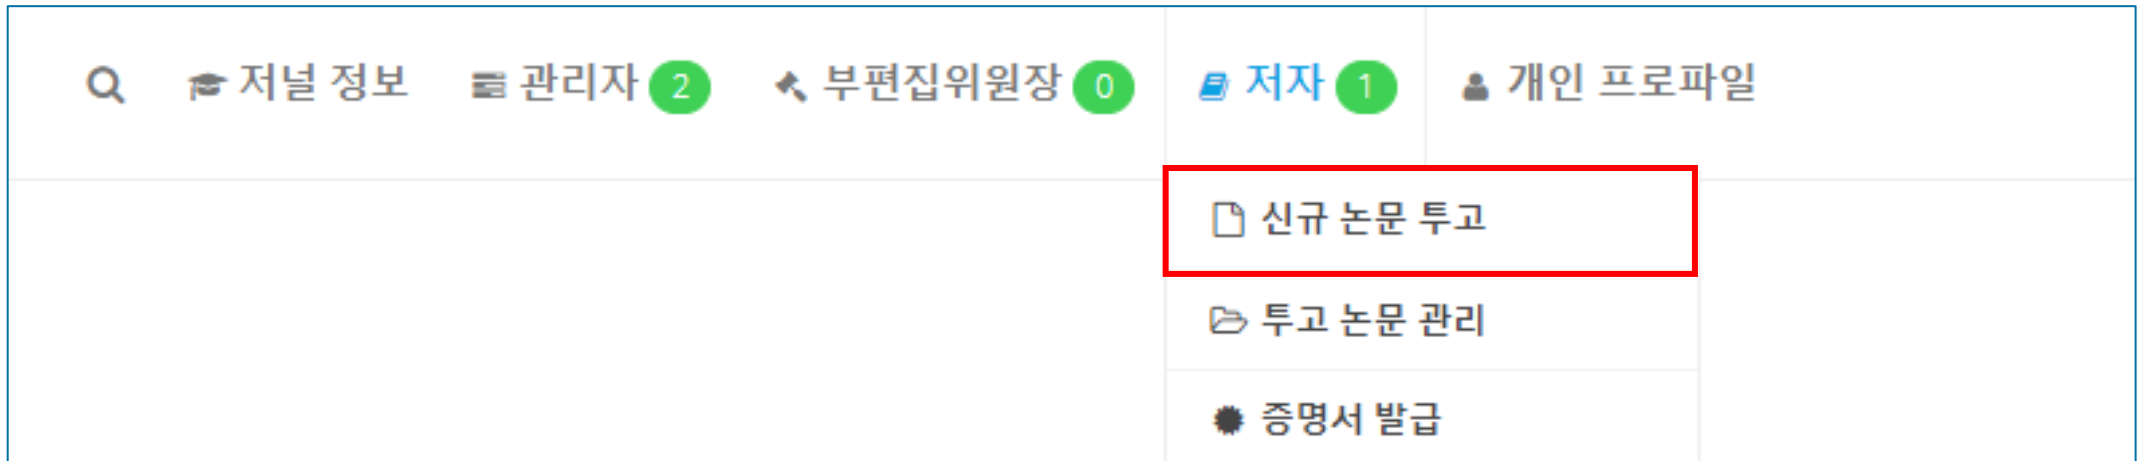 저널 정보 관리자 2 부편집위원장 0 저자 1 개인 프로파일
신규 논문 투고
투고 논문 관리
증명서 발급